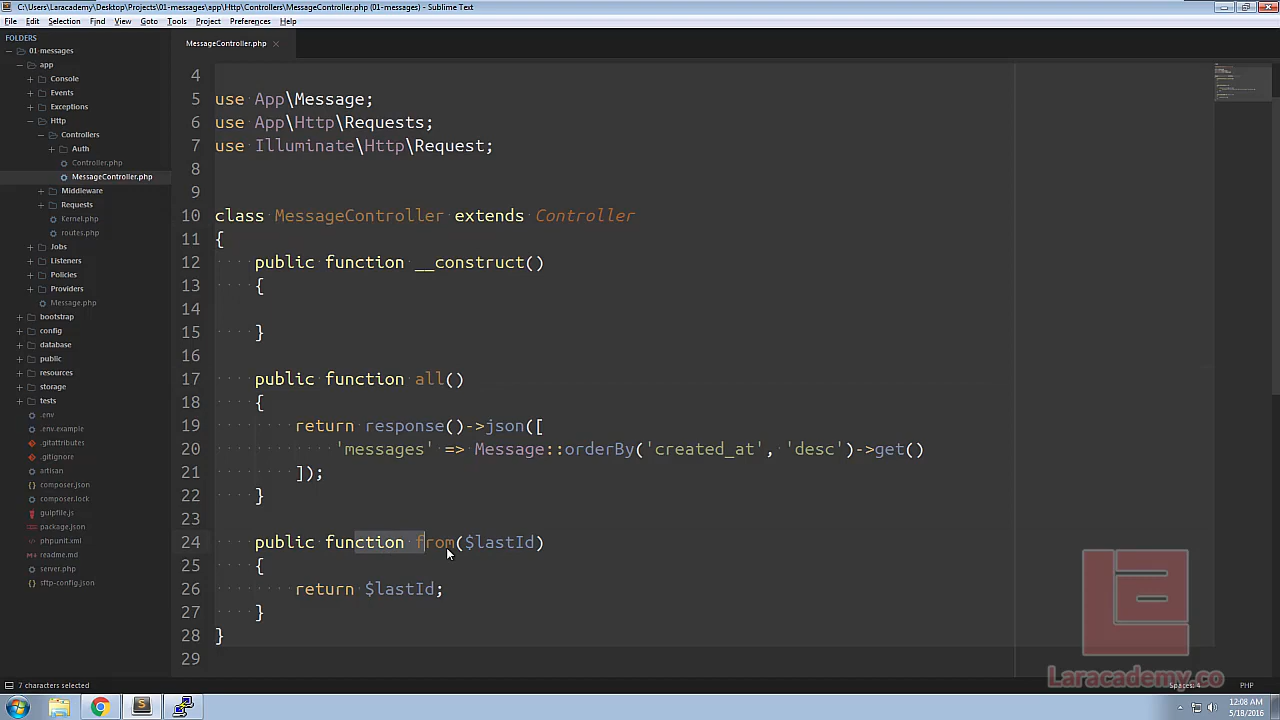 C:\Users\Laracademy\Desktop\Projects\01-messages\app\Http\Controllers\MessageController.php (01-messages) - Sublime Text
File Edit Selection Find View Goto Tools Project Preferences Help
FOLDERS
01-messages
app
Console
Events
Exceptions
Http
Controllers
Auth
Controller.php
MessageController.php
Middleware
Requests
Kernel.php
routes.php
Jobs
Listeners
Policies
Providers
Message.php
bootstrap
config
database
public
resources
storage
tests
.env
.env.example
.gitattributes
.gitignore
artisan
composer.json
composer.lock
gulpfile.js
package.json
phpunit.xml
readme.md
server.php
sftp-config.json
MessageController.php
4
5 use App\Message;
6 use App\Http\Requests;
7 use Illuminate\Http\Request;
8
9
10 class MessageController extends Controller
11 {
12 public function __construct()
13 {
14
15 }
16
17 public function all()
18 {
19 return response()->json([
20 'messages' => Message::orderBy('created_at', 'desc')->get()
21 ]);
22 }
23
24 public function from($lastId)
25 {
26 return $lastId;
27 }
28 }
29
Laracademy.co
7 characters selected
Spaces: 4 PHP
12:08 AM
5/18/2016